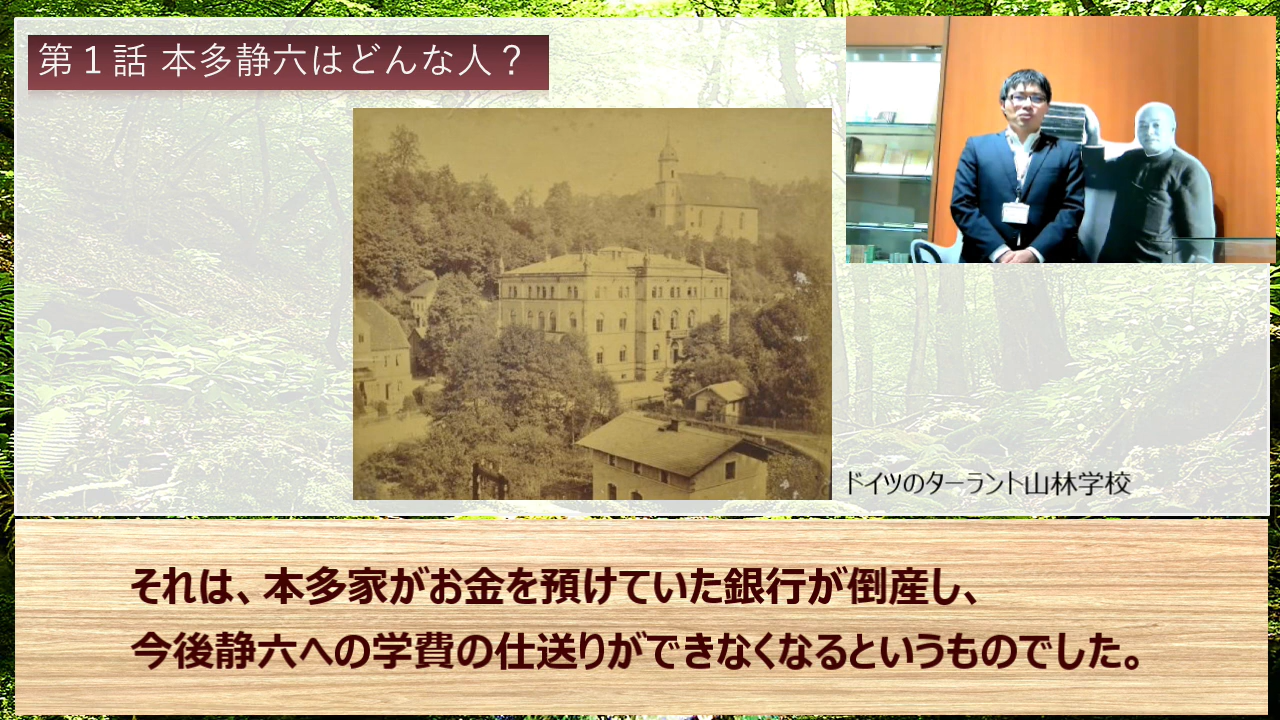 第１話 本多静六はどんな人？
ドイツのターラント山林学校
それは、本多家がお金を預けていた銀行が倒産し、
今後静六への学費の仕送りができなくなるというものでした。